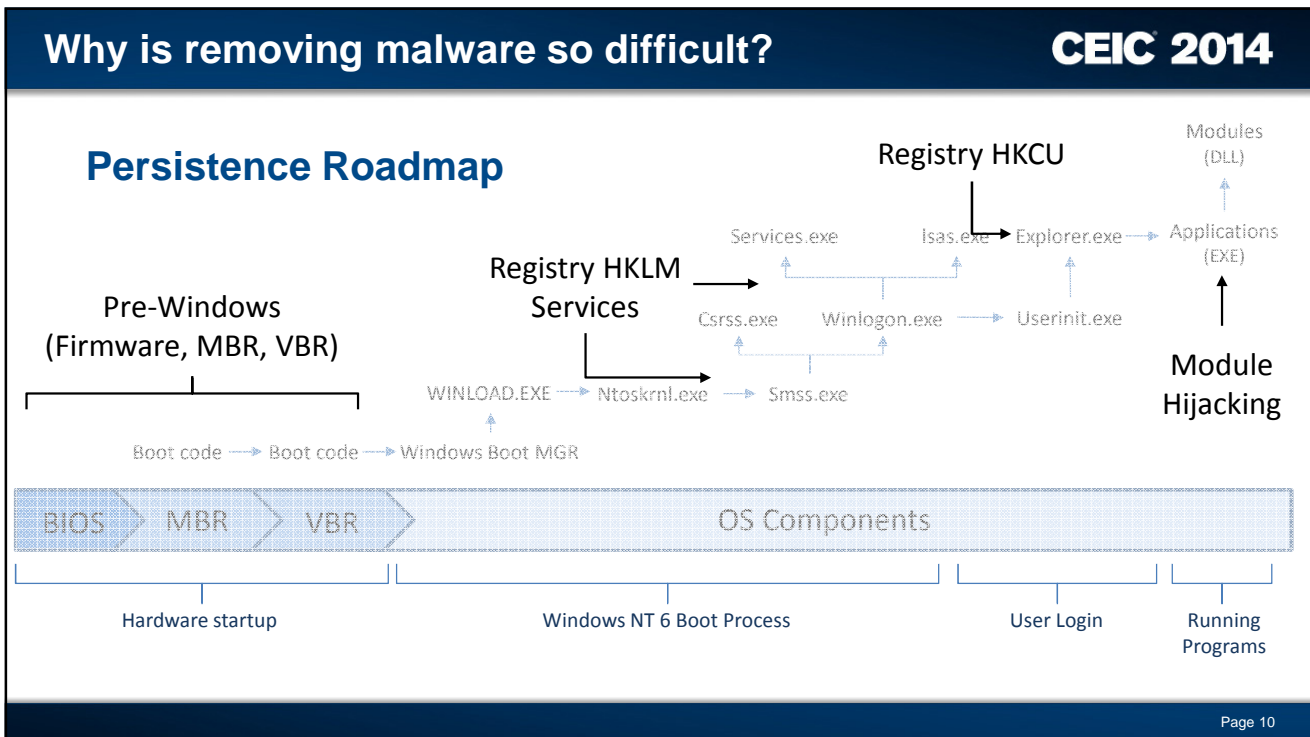 Why is removing malware so difficult?
CEIC 2014
Persistence Roadmap
Registry HKCU
Modules
(DLL)
Services.exe
lsas.exe
Explorer.exe
Applications
(EXE)
Registry HKLM
Services
Pre-Windows
(Firmware, MBR, VBR)
Csrss.exe
Winlogon.exe
Userinit.exe
Module
Hijacking
WINLOAD.EXE
Ntoskrnl.exe
Smss.exe
Boot code
Boot code
Windows Boot MGR
BIOS
MBR
VBR
OS Components
Hardware startup
Windows NT 6 Boot Process
User Login
Running
Programs
Page 10